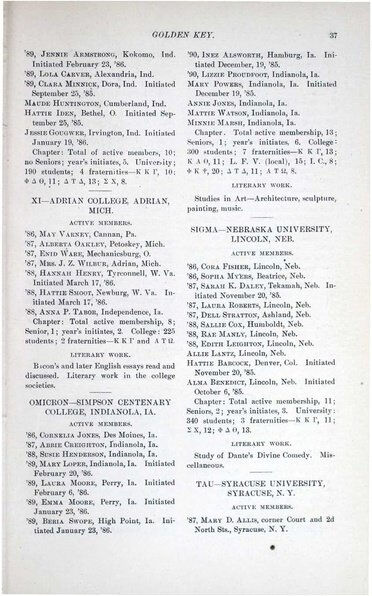 GOLDEN KEY. 37
'89, JENNIE ARMSTRONG, Kokomo, Ind.
Initiated February 23, '86.
'89, LOLA CARVER, Alexandria, Ind.
'89, CLARA MINNICK, Dora, Ind. Initiated
September 25, '85.
MAUDE HUNTINGTON, Cumberland, Ind.
HATTIE IDEN, Bethel, O. Initiated Sep-
tember 25, '85.
JESSIE GOUGWER, Irvington, Ind. Initiated
January 19, '86.
Chapter: Total of active members, 10;
no Seniors; year's initiates, 5. University:
190 students; 4 fraternities—Κ Κ Γ, 10;
Φ Δ Θ, 11; Δ Τ Δ, 13; Σ Χ, 8.
XI—ADRIAN COLLEGE, ADRIAN,
MICH.
ACTIVE MEMBERS.
'86, MAY VARNEY, Cannan, Pa.
'87, ALBERTA OAKLEY, Petoskey, Mich.
'87, ENID WARE, Mechanicsburg, O.
'87, MRS. J. Z. WILBUR, Adrian, Mich.
'88, HANNAH HENRY, Tyrconnell, W. Va.
Initiated March 17, '86.
'88, HATTIE SMOOT, Newburg, W. Va. In-
itiated March 17, '86.
'88, ANNA P. TABOR, Independence, Ia.
Chapter: Total active membership, 8;
Senior, 1; year's initiates, 2. College: 225
students; 2 fraternities—Κ Κ Γ and Α Τ Ω.
LITERARY WORK.
Bacon's and later English essays read and
discussed. Literary work in the college
societies.
OMICRON—SIMPSON CENTENARY
COLLEGE, INDIANOLA, IA.
ACTIVE MEMBERS.
'86, CORNELIA JONES, Des Moines, Ia.
'87, ABBIE CREIGHTON, Indianola, Ia.
'88, SUSIE HENDERSON, Indianola, Ia.
'89, MARY LOPER, Indianola, Ia. Initiated
February 20, '86.
'89, LAURA MOORE, Perry, Ia. Initiated
February 6, '86.
'89, EMMA MOORE, Perry, Ia. Initiated
January 23, '86.
'89, BERIA SWOPE, High Point, Ia. In-
itiated January 23, '86.
'90, INEZ ALSWORTH, Hamburg, Ia. Ini-
tiated December, 19, '85.
'90, LIZZIE PROUDFOOT, Indianola, Ia.
MARY POWERS, Indianola, Ia. Initiated
December 19, '85.
ANNIE JONES, Indianola, Ia.
MATTIE WATSON, Indianola, Ia.
MINNIE MARSH, Indianola, Ia.
Chapter. Total active membership, 13;
Seniors, 1; year's initiates, 6. College:
300 students; 7 fraternities—Κ Κ Γ, 13;
Κ Α Θ, 11; L. F. V. (local), 15; I. C., 8;
Φ Κ Ψ, 20; Δ Τ Δ, 11; Α Τ Ω, 8.
LITERARY WORK.
Studies in Art—Architecture, sculpture,
painting, music.
SIGMA—NEBRASKA UNIVERSITY,
LINCOLN, NEB.
ACTIVE MEMBERS.
'86, CORA FISHER, Lincoln, Neb.
'86, SOPHA MYERS, Beatrice, Neb.
'87, SARAH K. DALEY, Tekamah, Neb. In-
itiated November 20, '85.
'87, LAURA ROBERTS, Lincoln, Neb.
'87, DELL STRATTON, Ashland, Neb.
'88, SALLIE COX, Humboldt, Neb.
'88, RAE MANLY, Lincoln, Neb.
'88, EDITH LEIGHTON, Lincoln, Neb.
ALLIE LANTZ, Lincoln, Neb.
HATTIE BABCOCK, Denver, Col. Initiated
November 20, '85.
ALMA BENEDICT, Lincoln, Neb. Initiated
October 6, '85.
Chapter: Total active membership, 11;
Seniors, 2; year's initiates, 3. University:
340 students; 3 fraternities—Κ Κ Γ, 11;
Σ Χ, 12; Φ Δ Θ, 13.
LITERARY WORK.
Study of Dante's Divine Comedy. Mis-
cellaneous.
TAU—SYRACUSE UNIVERSITY,
SYRACUSE, N. Y.
ACTIVE MEMBERS.
'87, MARY D. ALLIS, corner Court and 2d
North Sts., Syracuse, N. Y.